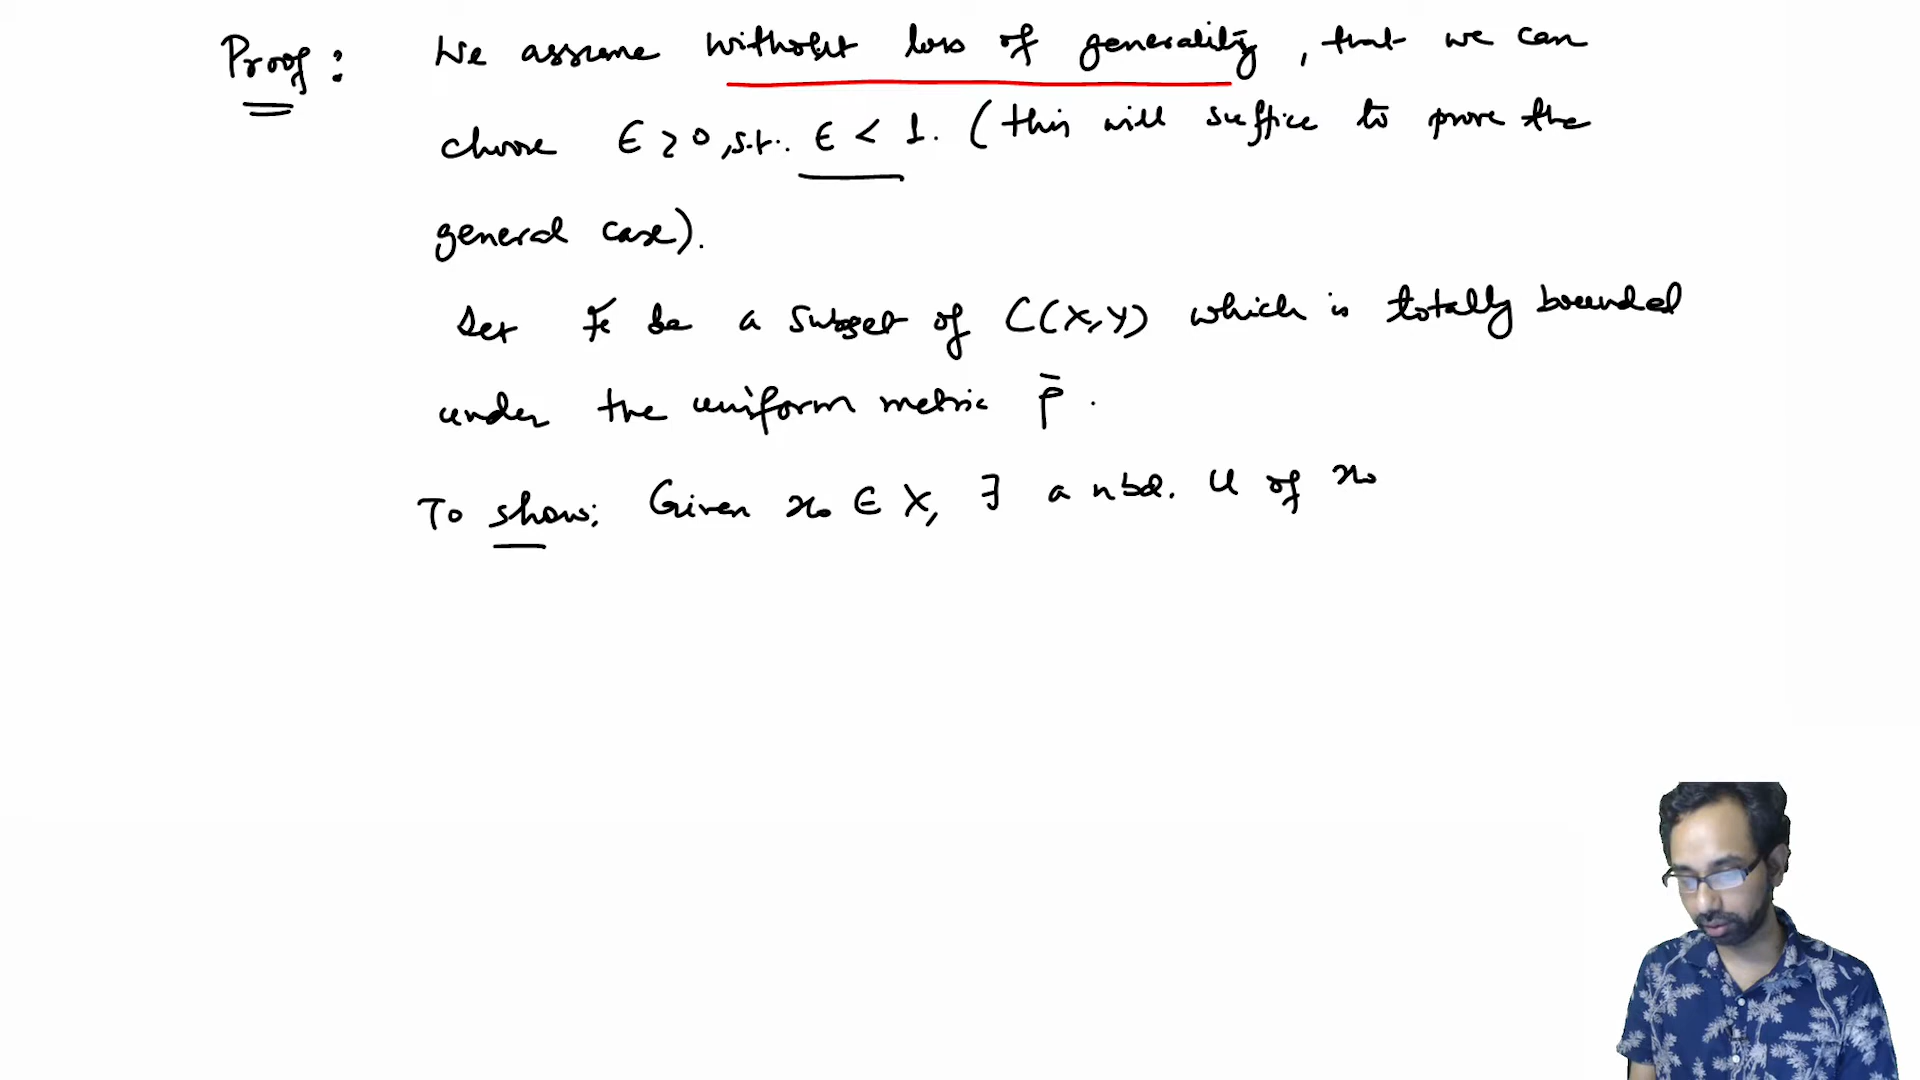 Proof : We assume without loss of generality, that we can
choose ϵ > 0, s.t. ϵ < 1. (this will suffice to prove the
general case).
Let ℱ be a subset of C(X,Y) which is totally bounded
under the uniform metric ρ̄.
To show: Given x₀ ∈ X, ∃ a nbd. U of x₀